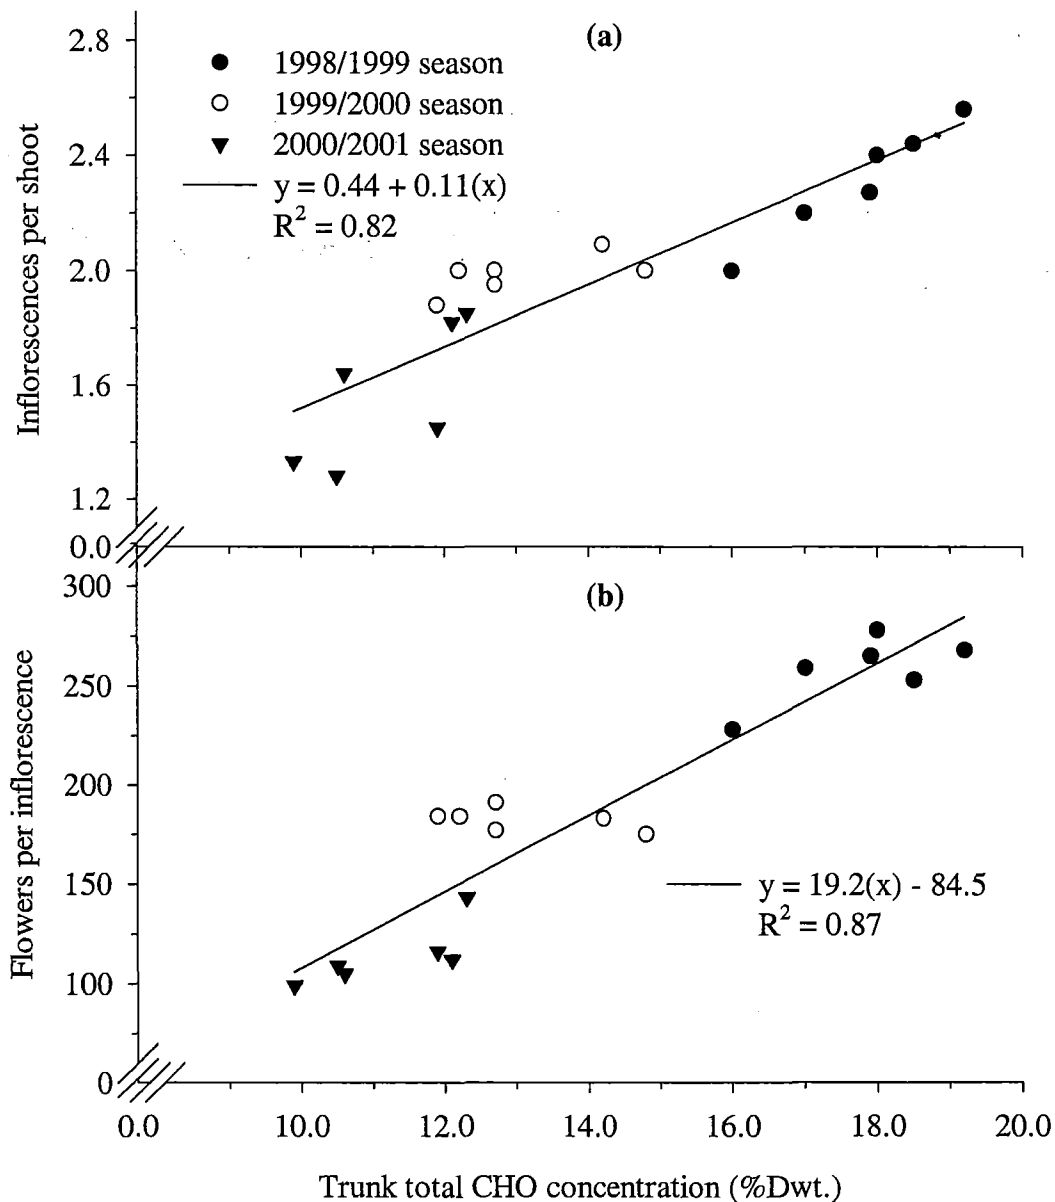 (a)
1998/1999 season
1999/2000 season
2000/2001 season
y = 0.44 + 0.11(x)
R² = 0.82
Inflorescences per shoot
2.8
2.4
2.0
1.6
1.2
0.0
(b)
Flowers per inflorescence
300
250
200
150
100
0
y = 19.2(x) - 84.5
R² = 0.87
0.0 10.0 12.0 14.0 16.0 18.0 20.0
Trunk total CHO concentration (%Dwt.)